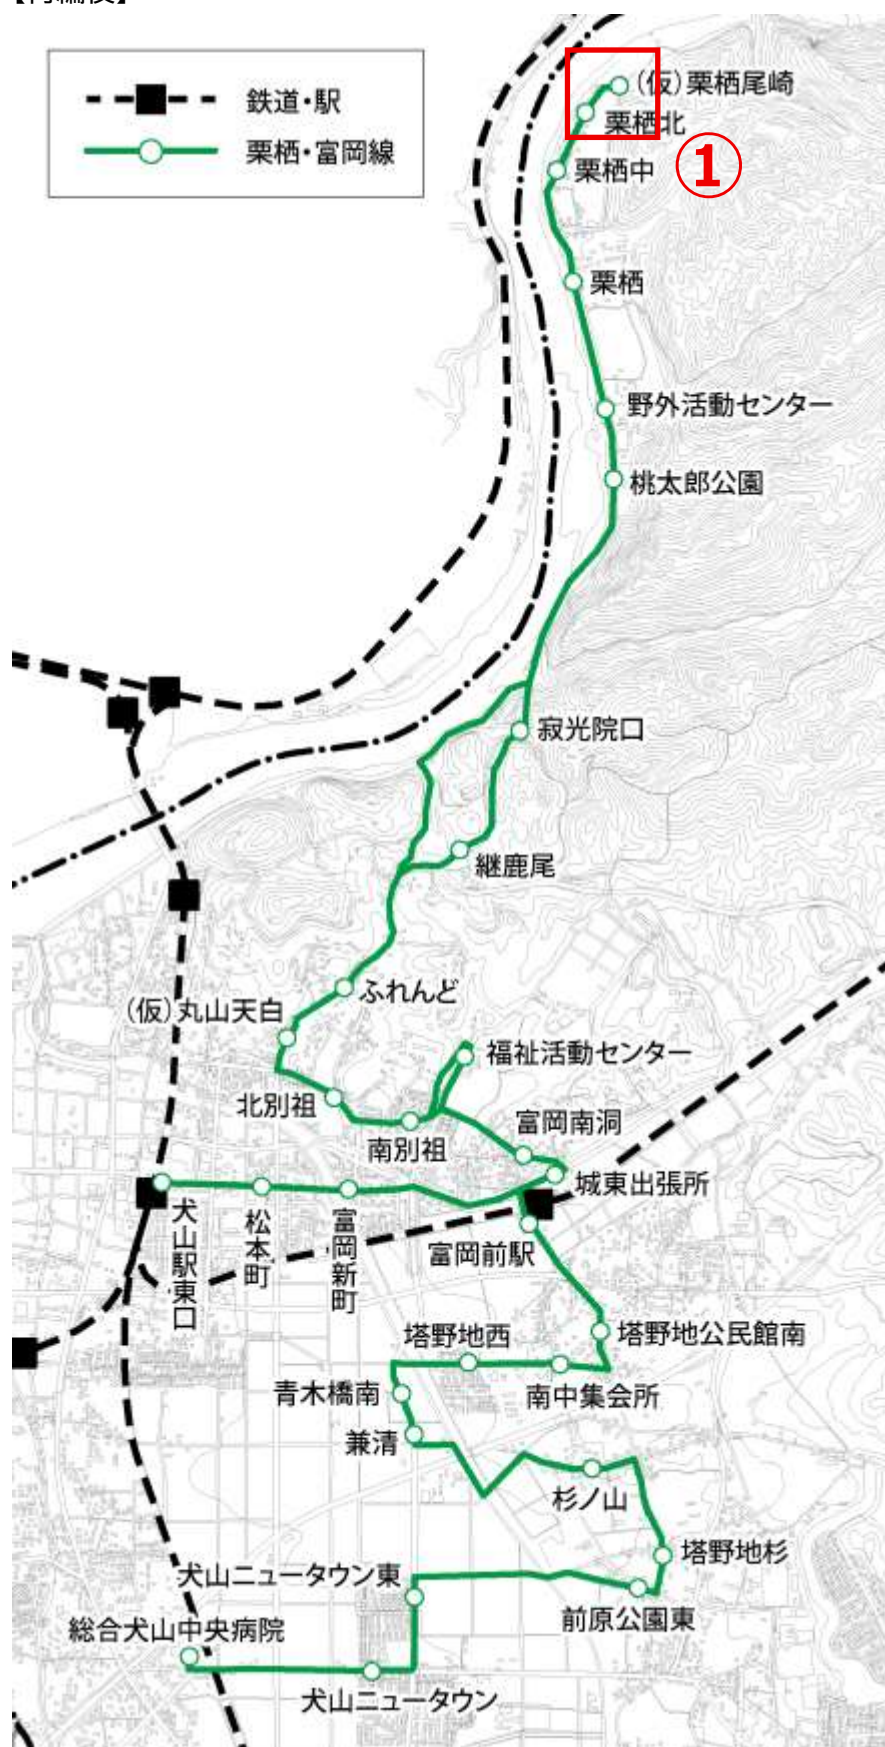 【再編後】
鉄道・駅
栗栖・富岡線
(仮)栗栖尾崎
栗栖北
①
栗栖中
栗栖
野外活動センター
桃太郎公園
寂光院口
継鹿尾
ふれんど
(仮)丸山天白
福祉活動センター
北別祖
南別祖
富岡南洞
城東出張所
犬山駅東口
松本町
富岡新町
富岡前駅
塔野地公民館南
塔野地西
南中集会所
青木橋南
兼清
杉ノ山
塔野地杉
犬山ニュータウン東
前原公園東
総合犬山中央病院
犬山ニュータウン